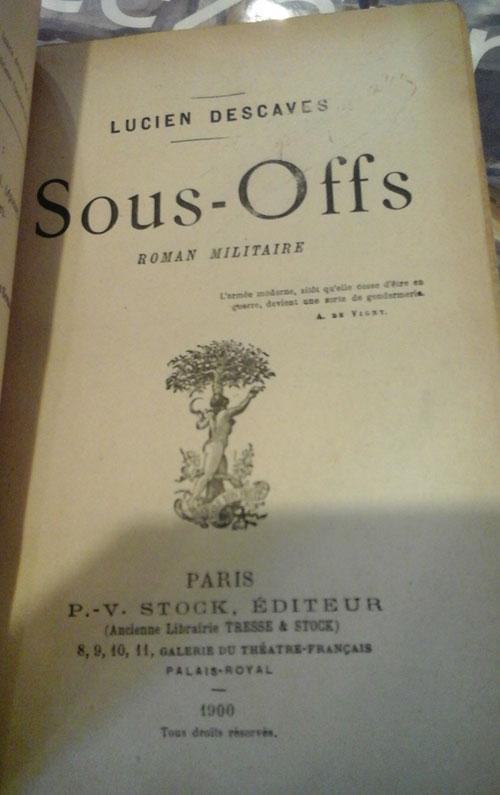 LUCIEN DESCAVES
Sous-Offs
ROMAN MILITAIRE
L'armée moderne, sitôt qu'elle cesse d'être en
guerre, devient une sorte de gendarmerie.
A. DE VIGNY.
PARIS
P.-V. STOCK, ÉDITEUR
(Ancienne Librairie TRESSE & STOCK)
8, 9, 10, 11, GALERIE DU THÉATRE-FRANÇAIS
PALAIS-ROYAL
1900
Tous droits réservés.